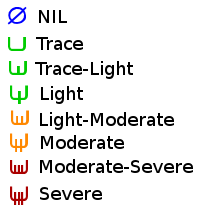 NIL
Trace
Trace-Light
Light
Light-Moderate
Moderate
Moderate-Severe
Severe